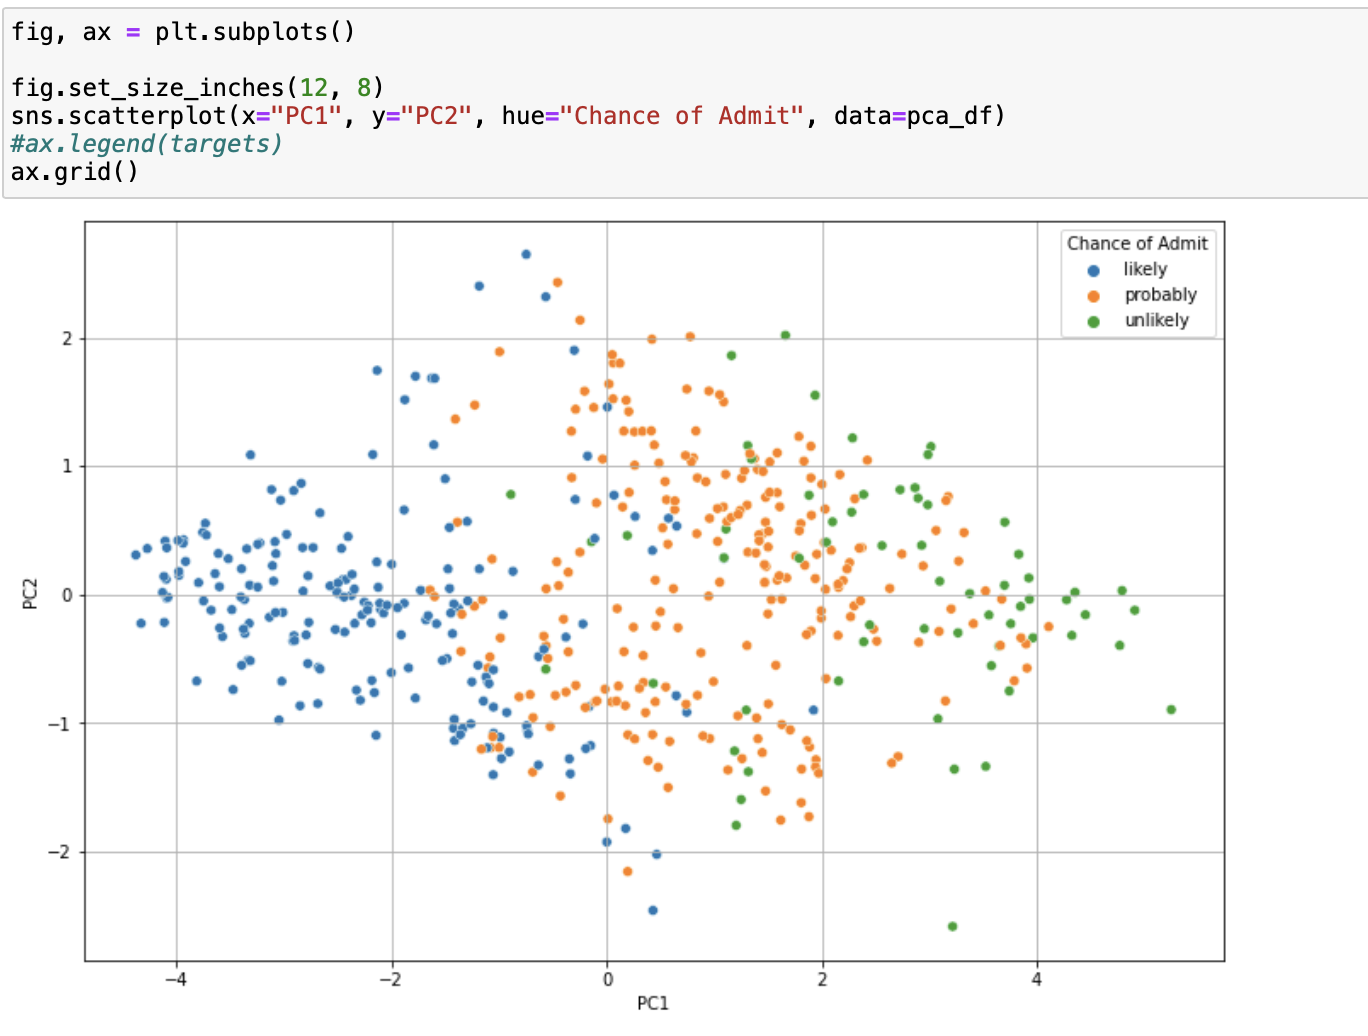 fig, ax = plt.subplots()
fig.set_size_inches(12, 8)
sns.scatterplot(x="PC1", y="PC2", hue="Chance of Admit", data=pca_df)
#ax.legend(targets)
ax.grid()
Chance of Admit
likely
probably
unlikely
2
1
0
−1
−2
PC2
−4 −2 0 2 4
PC1